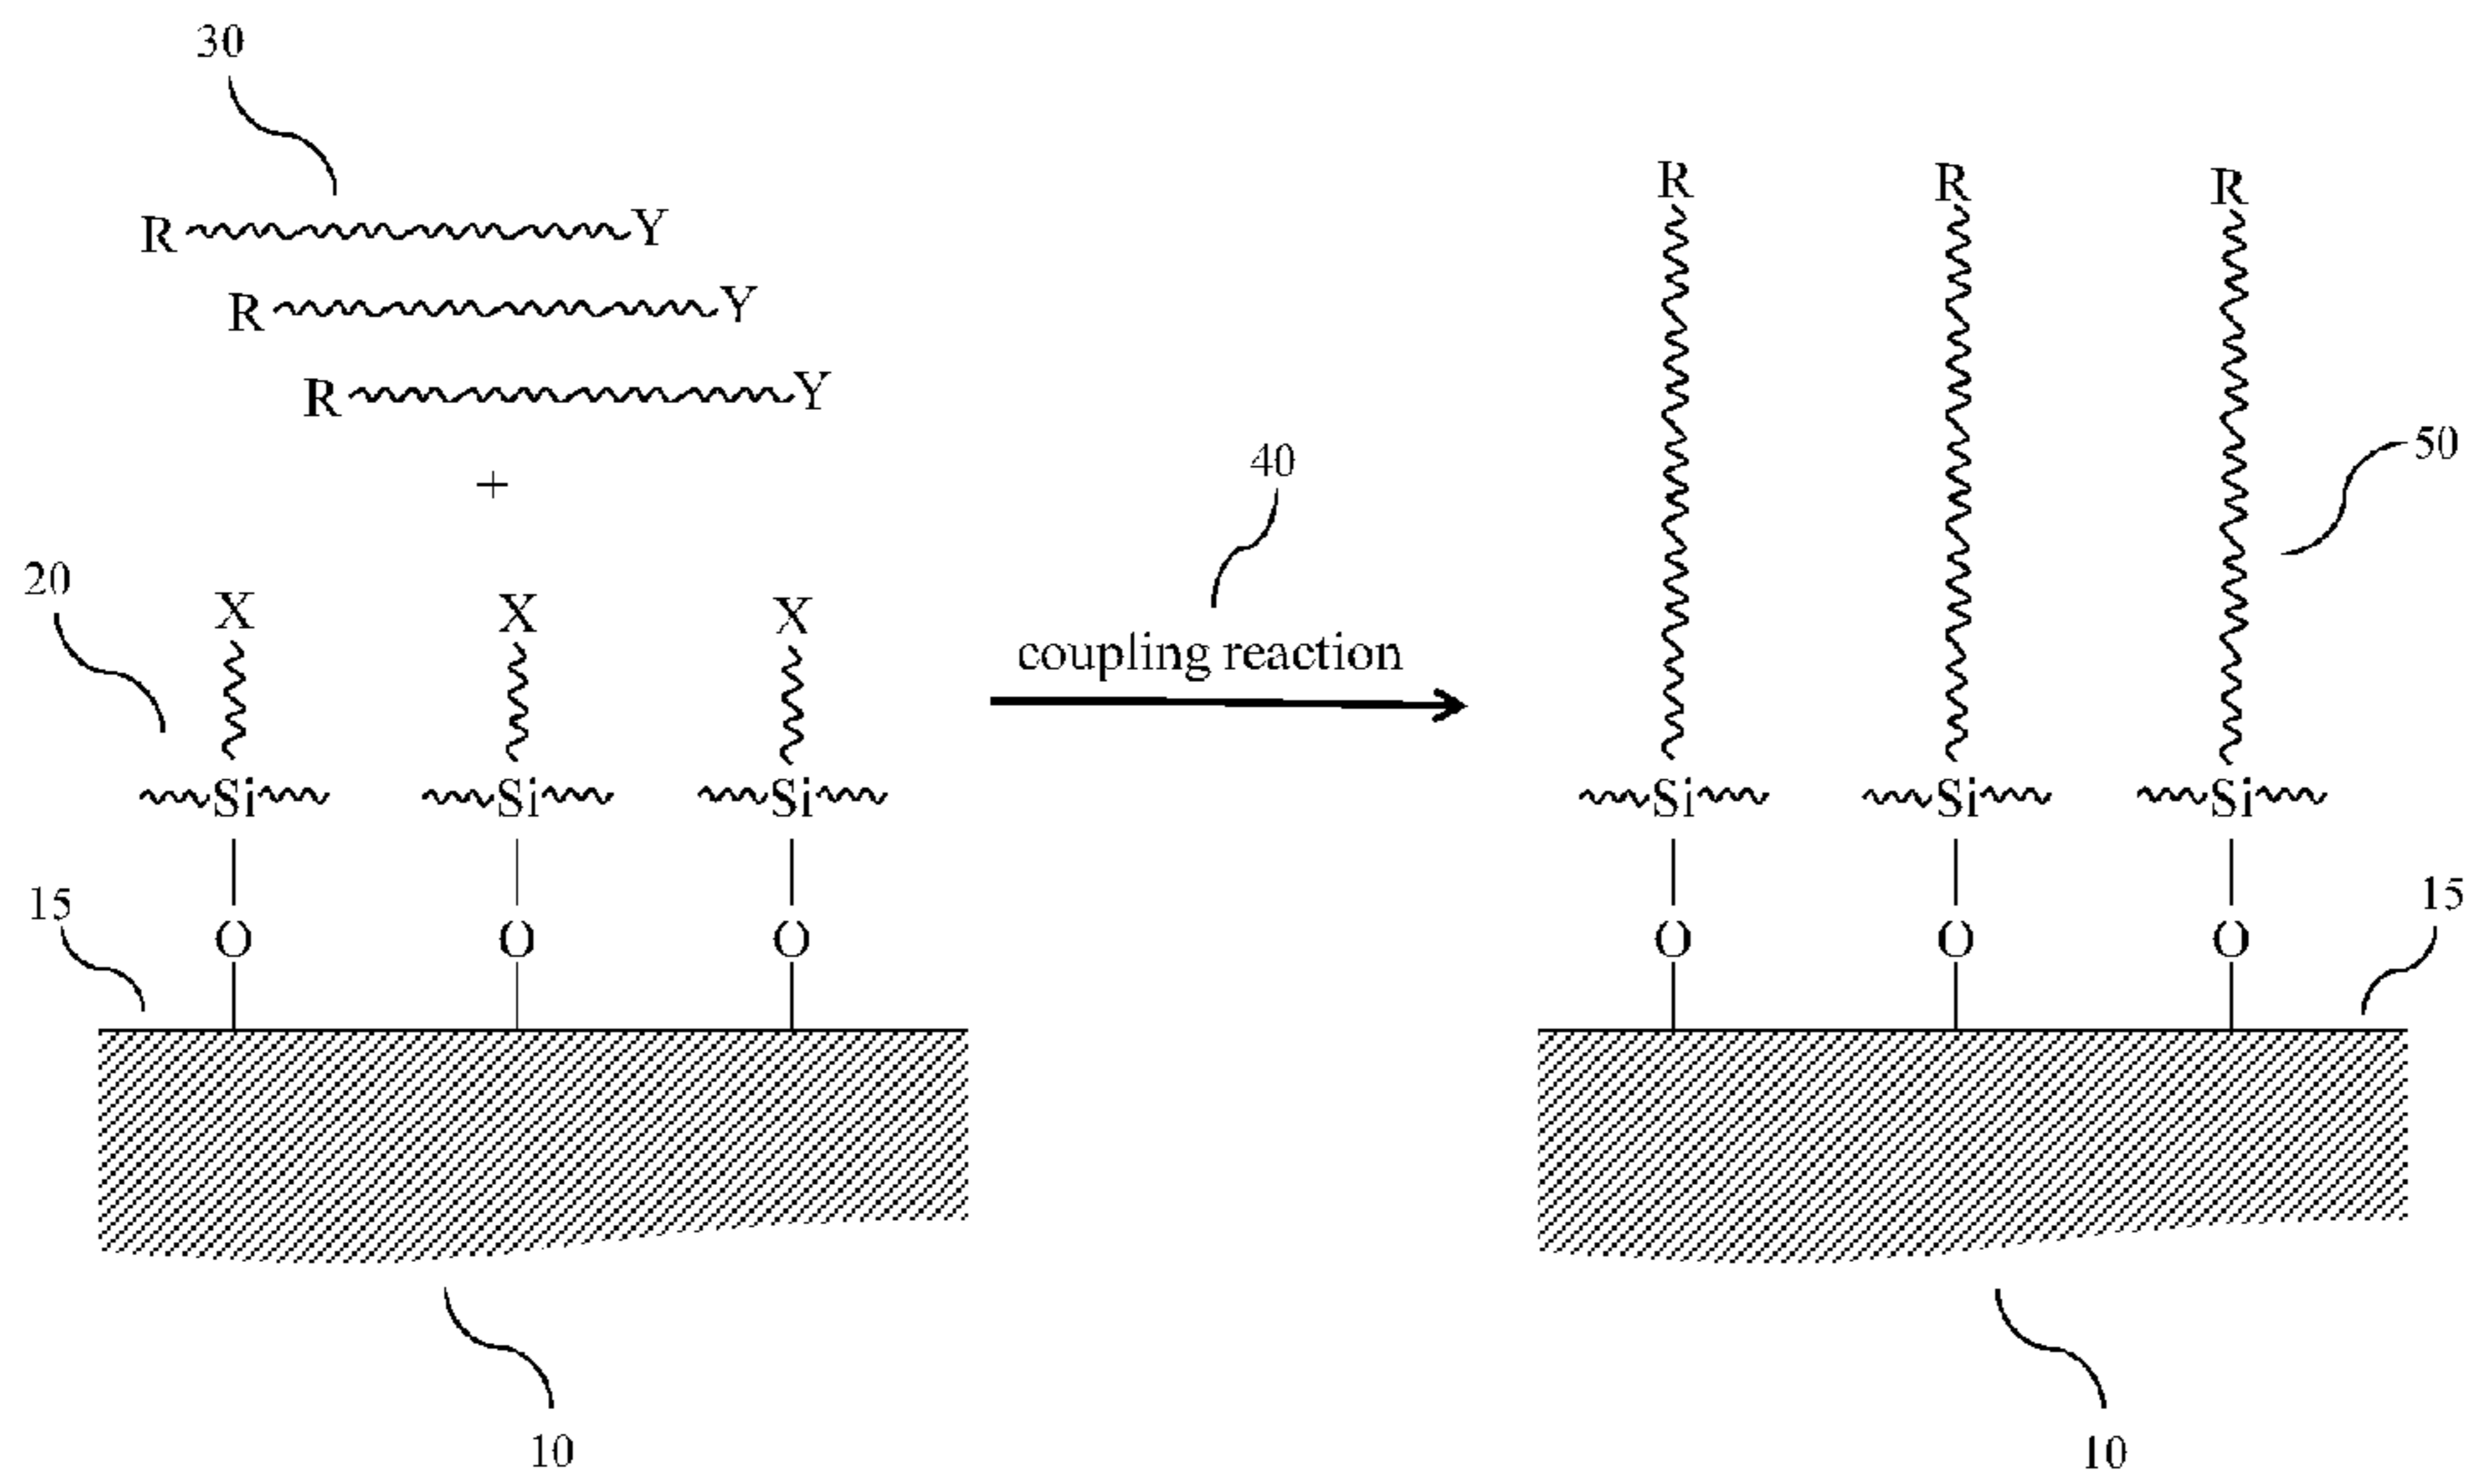 30
R Y
R Y
R Y
+
20
X X X
Si Si Si
15
O O O
10
40
coupling reaction
R R R
50
Si Si Si
15
O O O
10